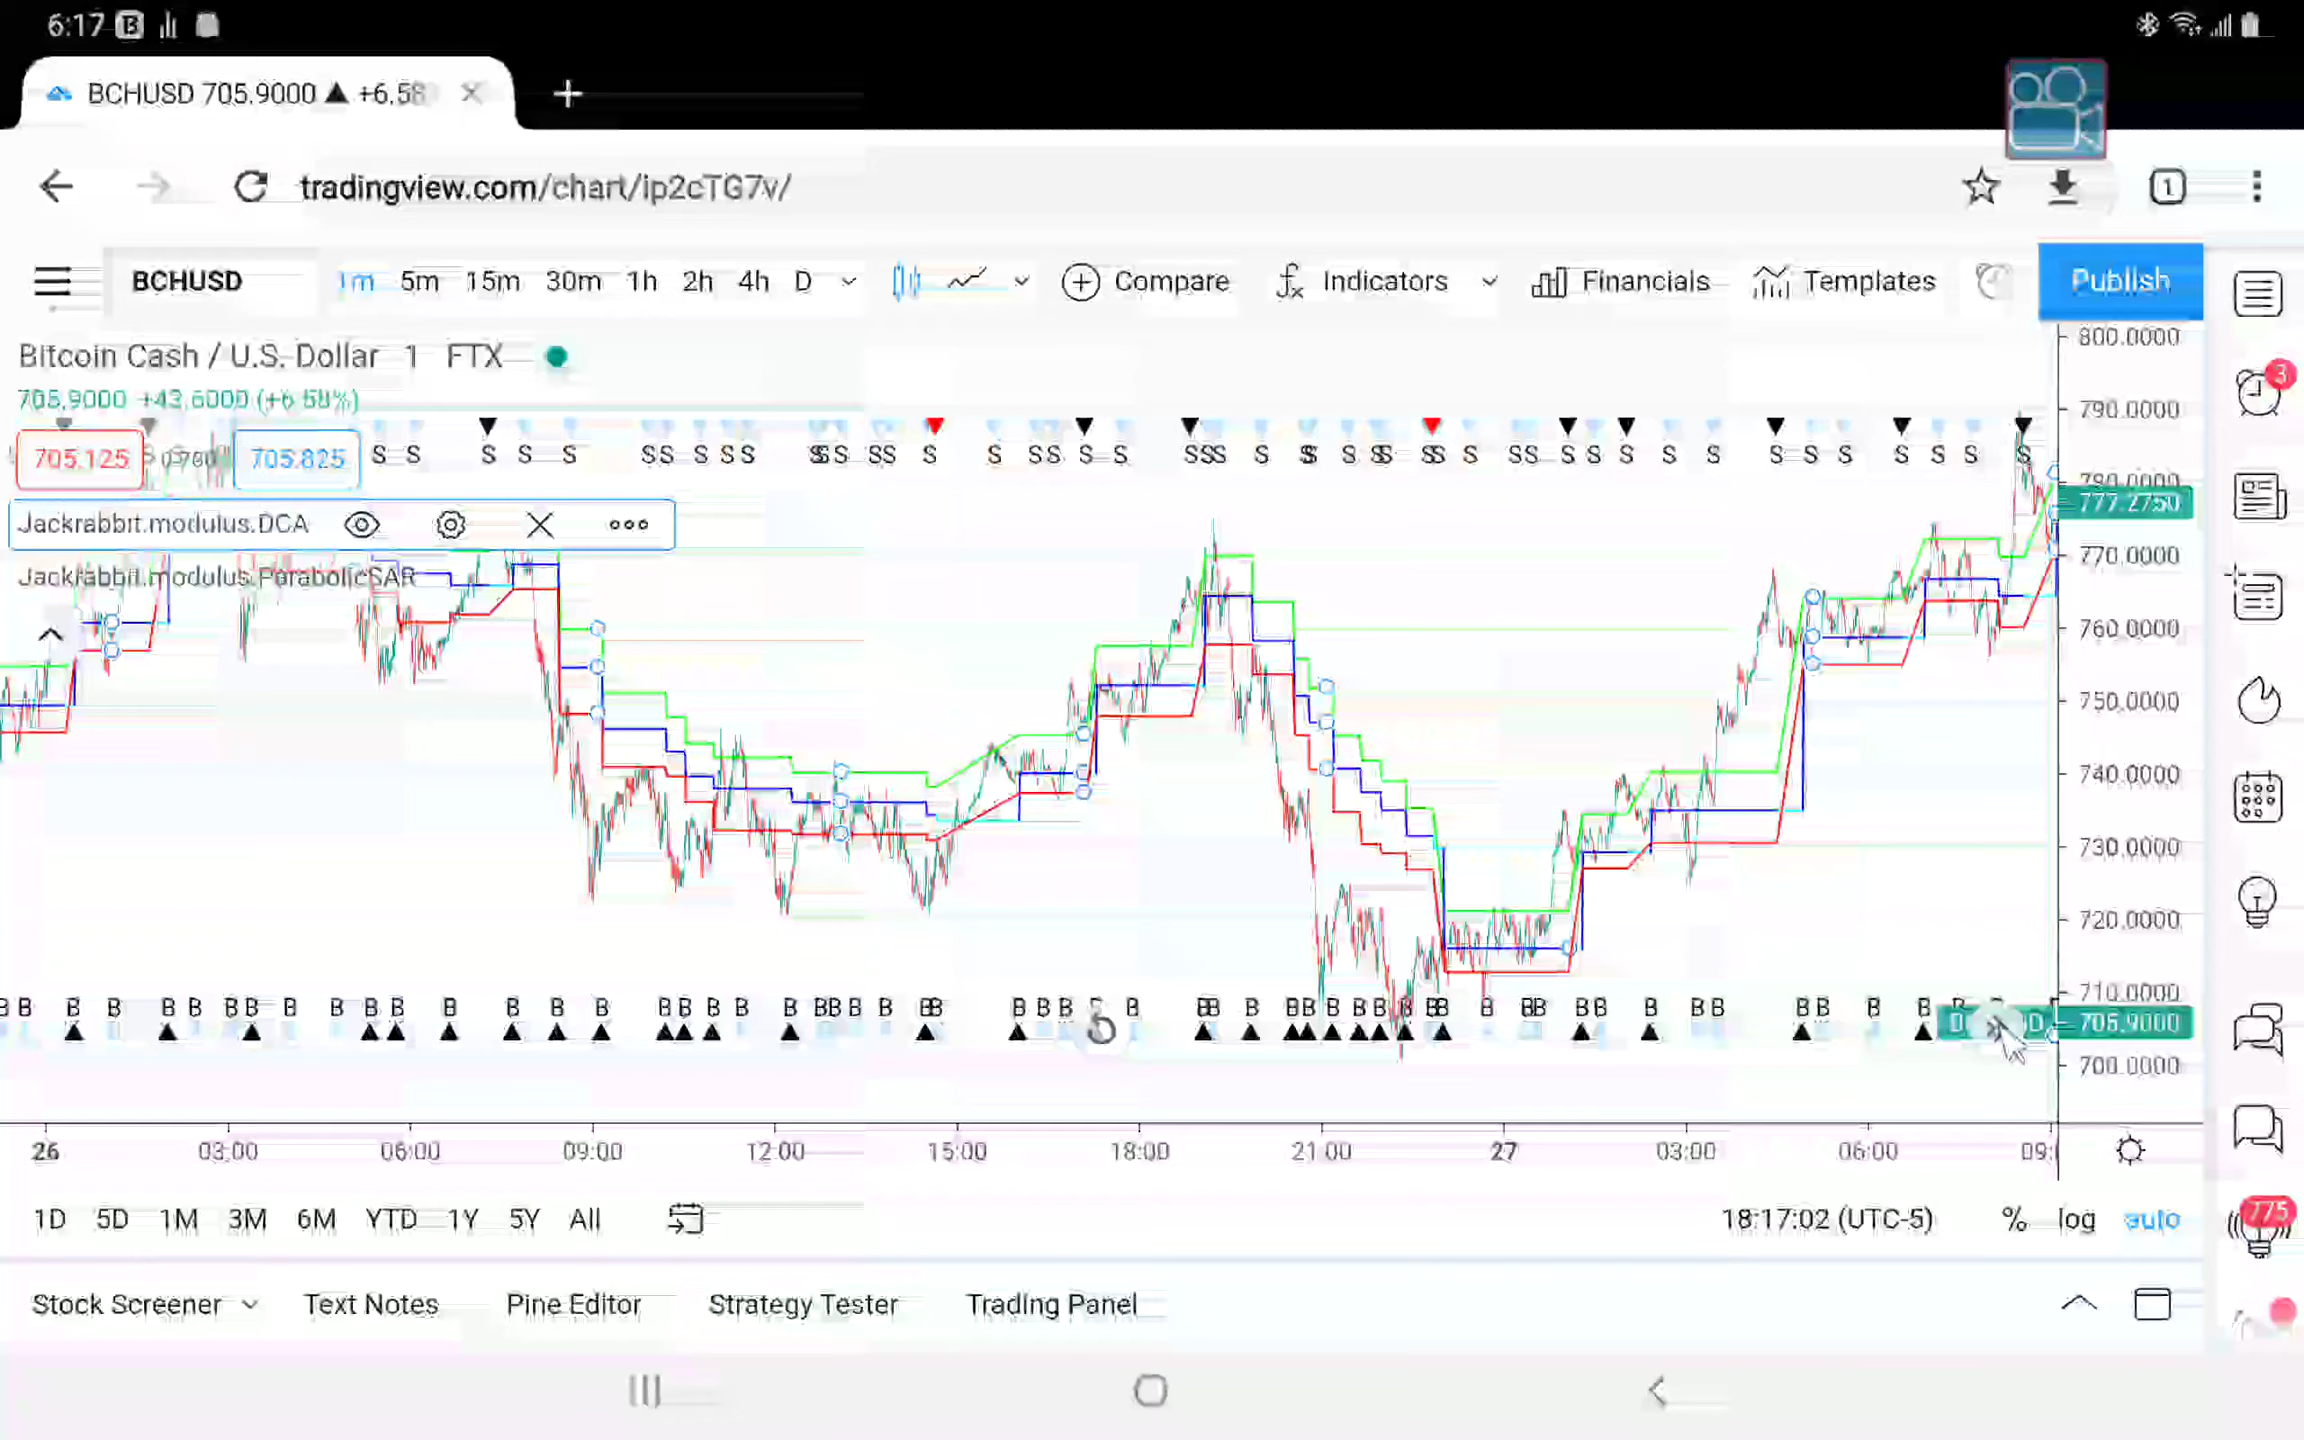 6:17
BCHUSD 705.9000 ▲ +6.58
tradingview.com/chart/ip2cTG7v/
1
BCHUSD 1m 5m 15m 30m 1h 2h 4h D Compare Indicators Financials Templates Publish
Bitcoin Cash / U.S. Dollar 1 FTX
705.9000 +43.6000 (+6.58%)
705.125 705.825
S S S S S S S S S S S S S S S S S S S S S S S S S S S S S S S S S S S S S S S S S S S
Jackrabbit.modulus.DCA
Jackrabbit.modulus.ParabolicSAR
800.0000
790.0000
780.0000
777.2750
770.0000
760.0000
750.0000
740.0000
730.0000
720.0000
710.0000
705.9000
700.0000
B B B B B B B B B B B B B B B B B B B B B B B B B B B B B B B B B B B B B B B B B B B B B B B B B B
26 03:00 06:00 09:00 12:00 15:00 18:00 21:00 27 03:00 06:00
1D 5D 1M 3M 6M YTD 1Y 5Y All 18:17:02 (UTC-5) % log auto
Stock Screener Text Notes Pine Editor Strategy Tester Trading Panel
3
775